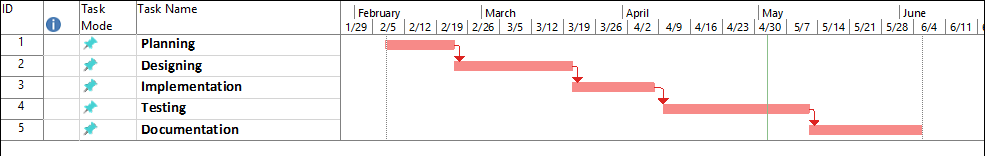 ID Task Mode Task Name February March April May June
1/29 2/5 2/12 2/19 2/26 3/5 3/12 3/19 3/26 4/2 4/9 4/16 4/23 4/30 5/7 5/14 5/21 5/28 6/4 6/11 6
1 Planning
2 Designing
3 Implementation
4 Testing
5 Documentation